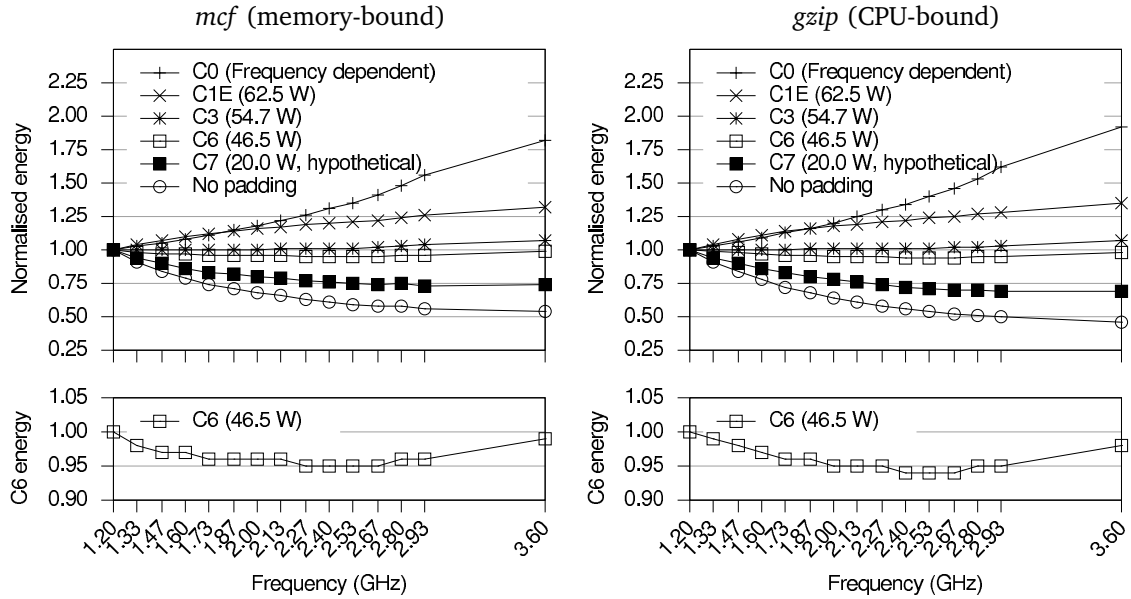 mcf (memory-bound)
Normalised energy
2.25
2.00
1.75
1.50
1.25
1.00
0.75
0.50
0.25
C0 (Frequency dependent)
C1E (62.5 W)
C3 (54.7 W)
C6 (46.5 W)
C7 (20.0 W, hypothetical)
No padding
C6 energy
1.05
1.00
0.95
0.90
C6 (46.5 W)
1.20
1.33
1.47
1.60
1.73
1.87
2.00
2.13
2.27
2.40
2.53
2.67
2.80
2.93
3.60
Frequency (GHz)
gzip (CPU-bound)
Normalised energy
2.25
2.00
1.75
1.50
1.25
1.00
0.75
0.50
0.25
C0 (Frequency dependent)
C1E (62.5 W)
C3 (54.7 W)
C6 (46.5 W)
C7 (20.0 W, hypothetical)
No padding
C6 energy
1.05
1.00
0.95
0.90
C6 (46.5 W)
1.20
1.33
1.47
1.60
1.73
1.87
2.00
2.13
2.27
2.40
2.53
2.67
2.80
2.93
3.60
Frequency (GHz)